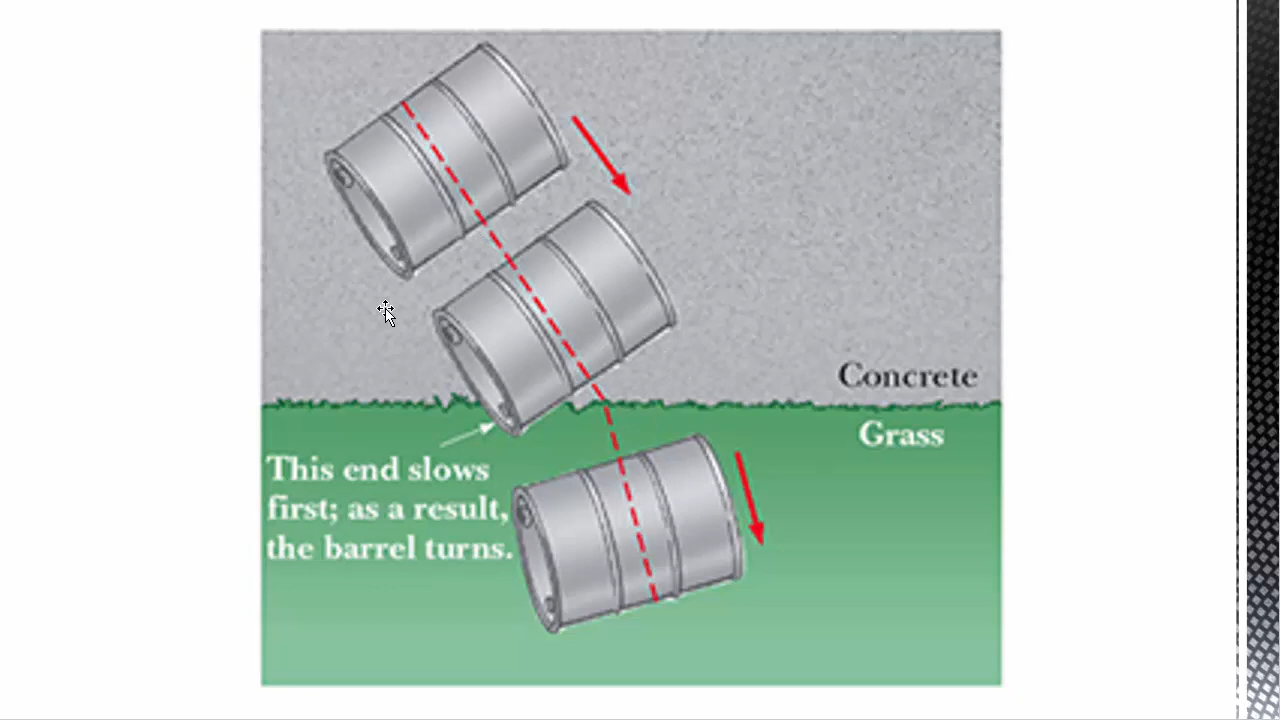 Concrete
Grass
This end slows
first; as a result,
the barrel turns.